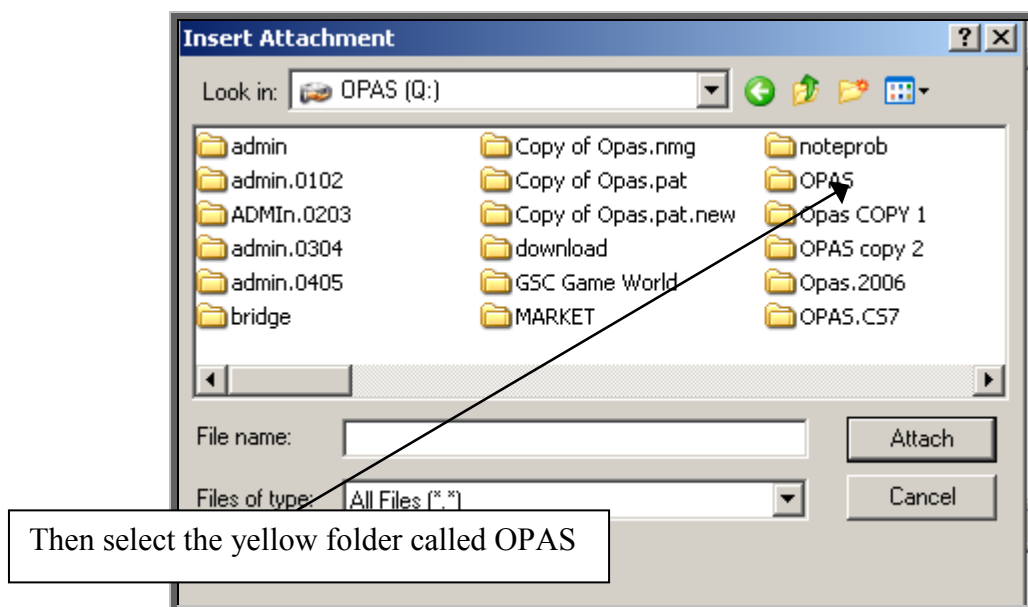 Insert Attachment
Look in: OPAS (Q:)
admin Copy of Opas.nmg noteprob
admin.0102 Copy of Opas.pat OPAS
ADMIn.0203 Copy of Opas.pat.new Opas COPY 1
admin.0304 download OPAS copy 2
admin.0405 GSC Game World Opas.2006
bridge MARKET OPAS.CS7
File name: Attach
Files of type: All Files (*.*) Cancel
Then select the yellow folder called OPAS